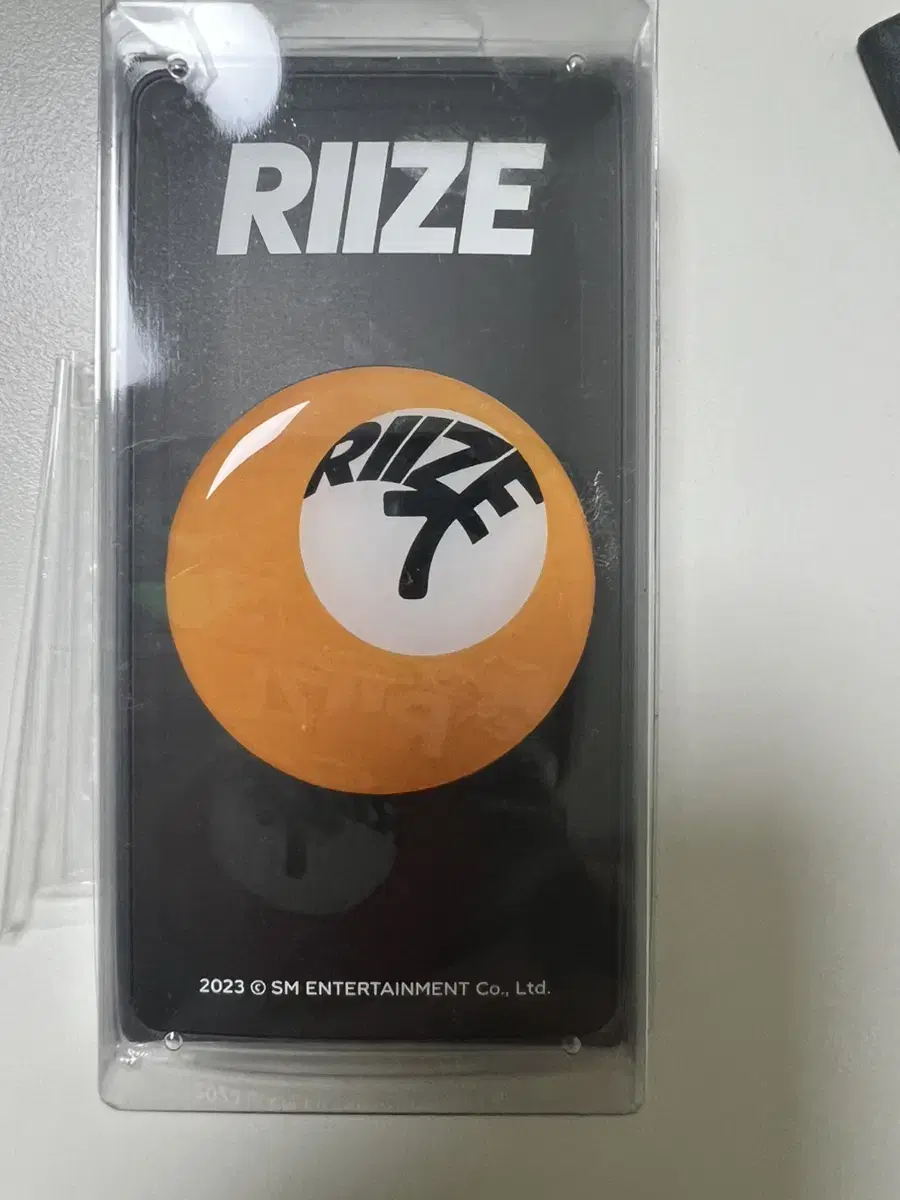 RIIZE
RIIZE
7
2023 © SM ENTERTAINMENT Co., Ltd.